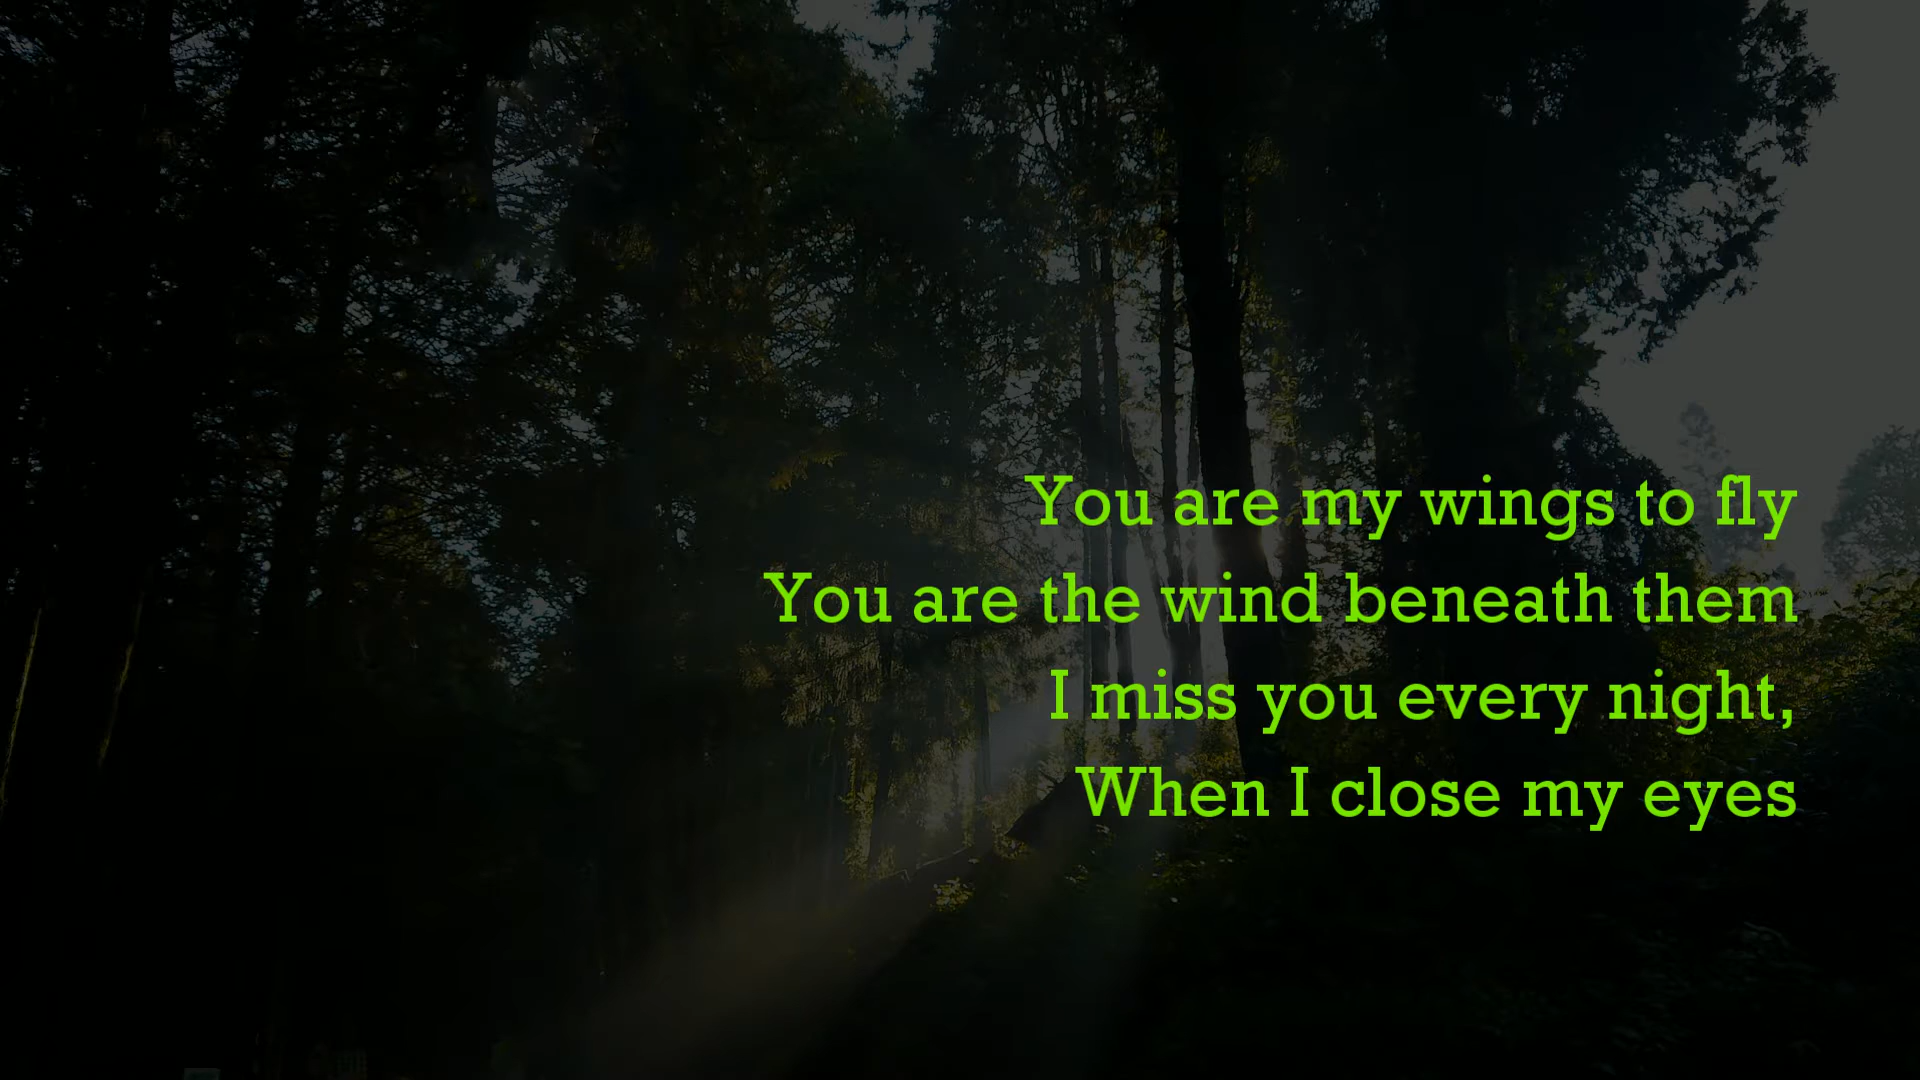 You are my wings to fly
You are the wind beneath them
I miss you every night,
When I close my eyes